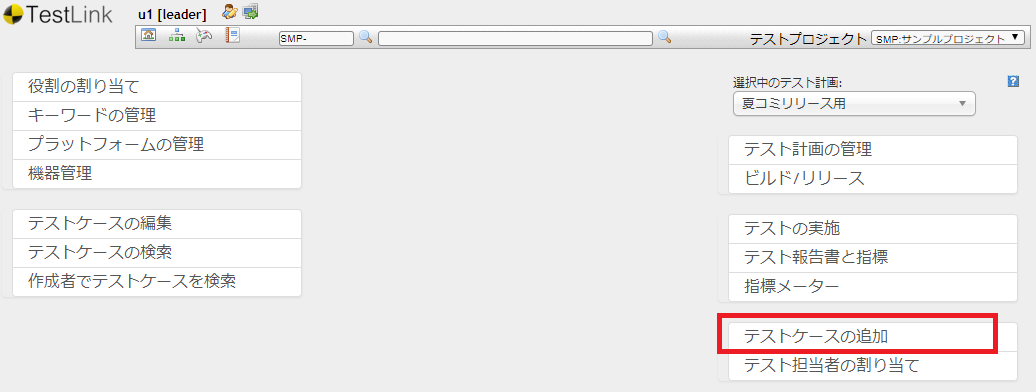 TestLink
u1 [leader]
SMP-
テストプロジェクト
SMP:サンプルプロジェクト
役割の割り当て
キーワードの管理
プラットフォームの管理
機器管理
テストケースの編集
テストケースの検索
作成者でテストケースを検索
選択中のテスト計画:
夏コミリリース用
テスト計画の管理
ビルド/リリース
テストの実施
テスト報告書と指標
指標メーター
テストケースの追加
テスト担当者の割り当て